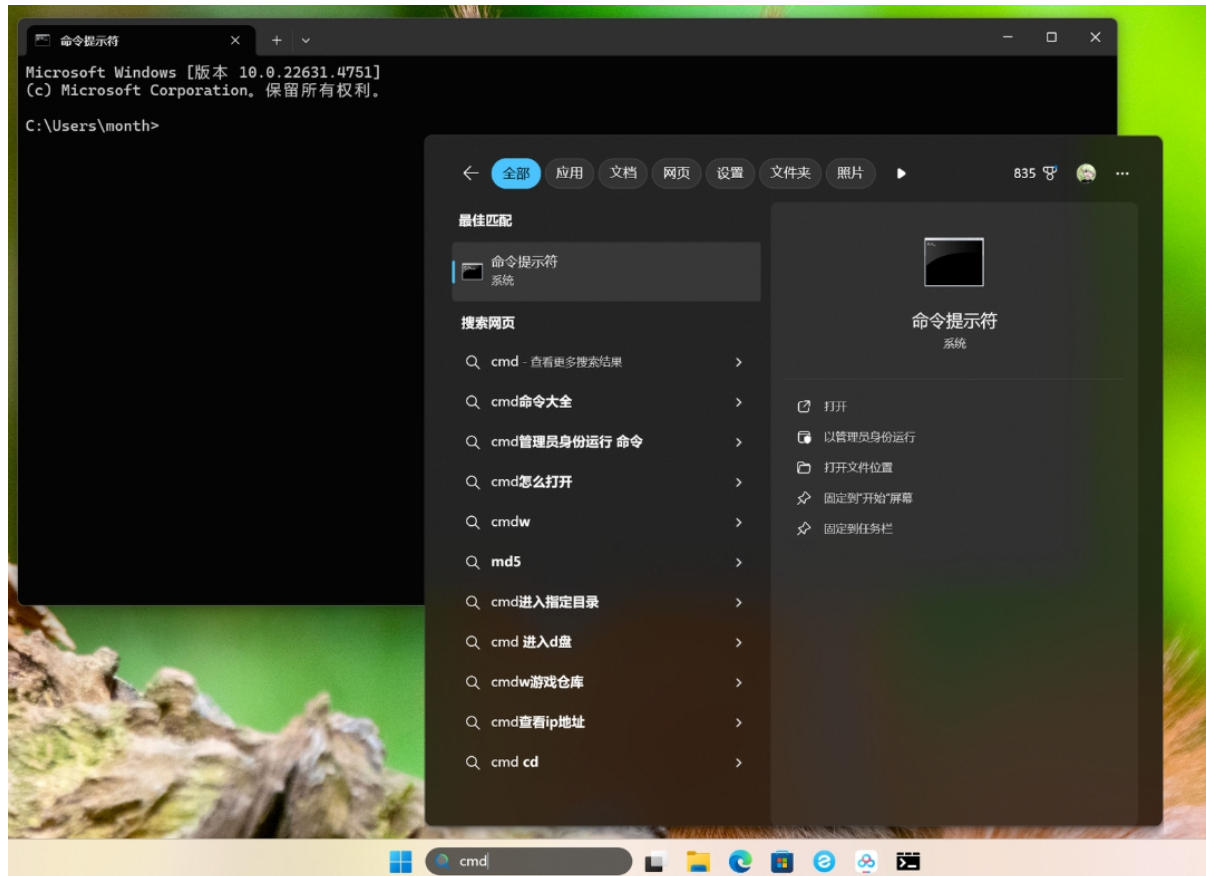 命令提示符
Microsoft Windows [版本 10.0.22631.4751]
(c) Microsoft Corporation。保留所有权利。
C:\Users\month>
全部 应用 文档 网页 设置 文件夹 照片 835
最佳匹配
命令提示符
系统
搜索网页
cmd - 查看更多搜索结果
cmd命令大全
cmd管理员身份运行 命令
cmd怎么打开
cmdw
md5
cmd进入指定目录
cmd 进入d盘
cmdw游戏仓库
cmd查看ip地址
cmd cd
命令提示符
系统
打开
以管理员身份运行
打开文件位置
固定到"开始"屏幕
固定到任务栏
cmd